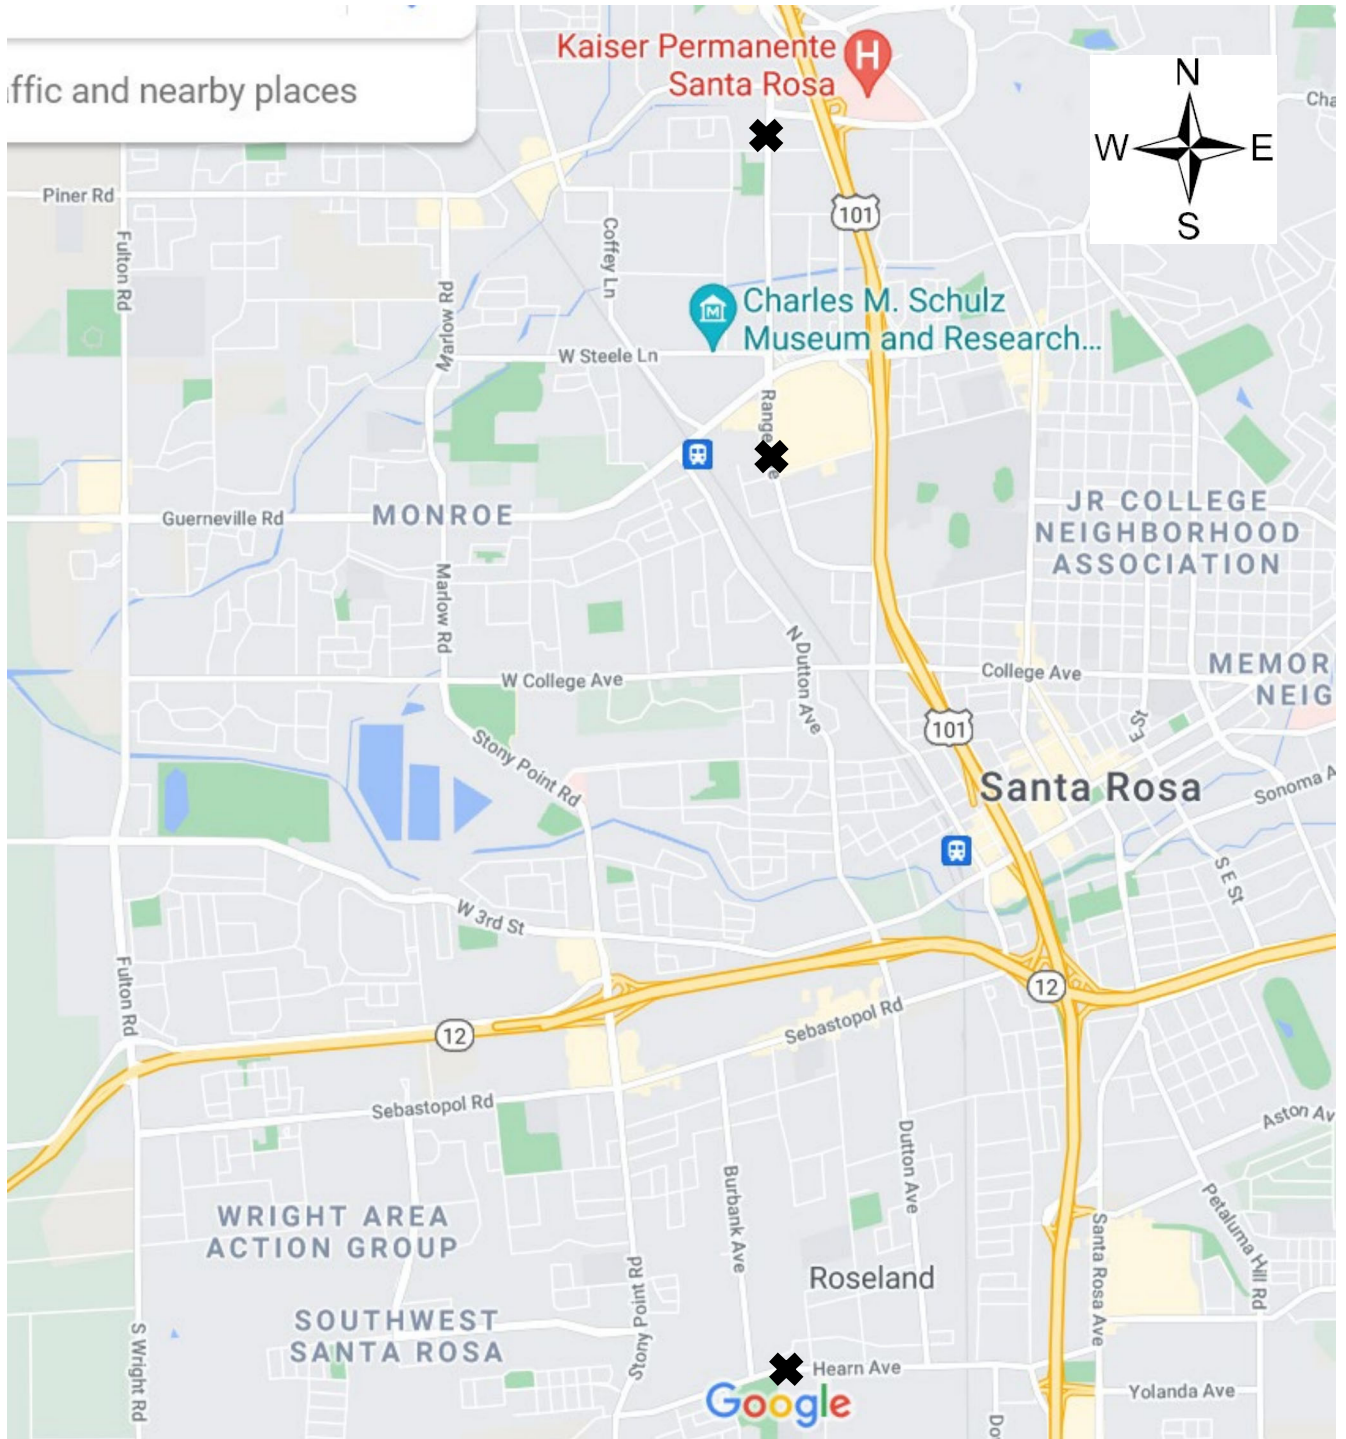 Kaiser Permanente
Santa Rosa
H
affic and nearby places
N
W
E
S
Cha
Piner Rd
101
Fulton Rd
Coffey Ln
Marlow Rd
Charles M. Schulz
Museum and Research...
W Steele Ln
Range
e
JR COLLEGE
NEIGHBORHOOD
ASSOCIATION
Guerneville Rd
MONROE
Marlow Rd
N Dutton Ave
W College Ave
College Ave
MEMOR
NEIG
E St
101
Stony Point Rd
Santa Rosa
Sonoma A
S E St
W 3rd St
Fulton Rd
12
12
Sebastopol Rd
Sebastopol Rd
Aston Av
Dutton Ave
Burbank Ave
WRIGHT AREA
ACTION GROUP
Petaluma Hill Rd
Santa Rosa Ave
Stony Point Rd
Roseland
SOUTHWEST
SANTA ROSA
S Wright Rd
Hearn Ave
Yolanda Ave
Google
Do